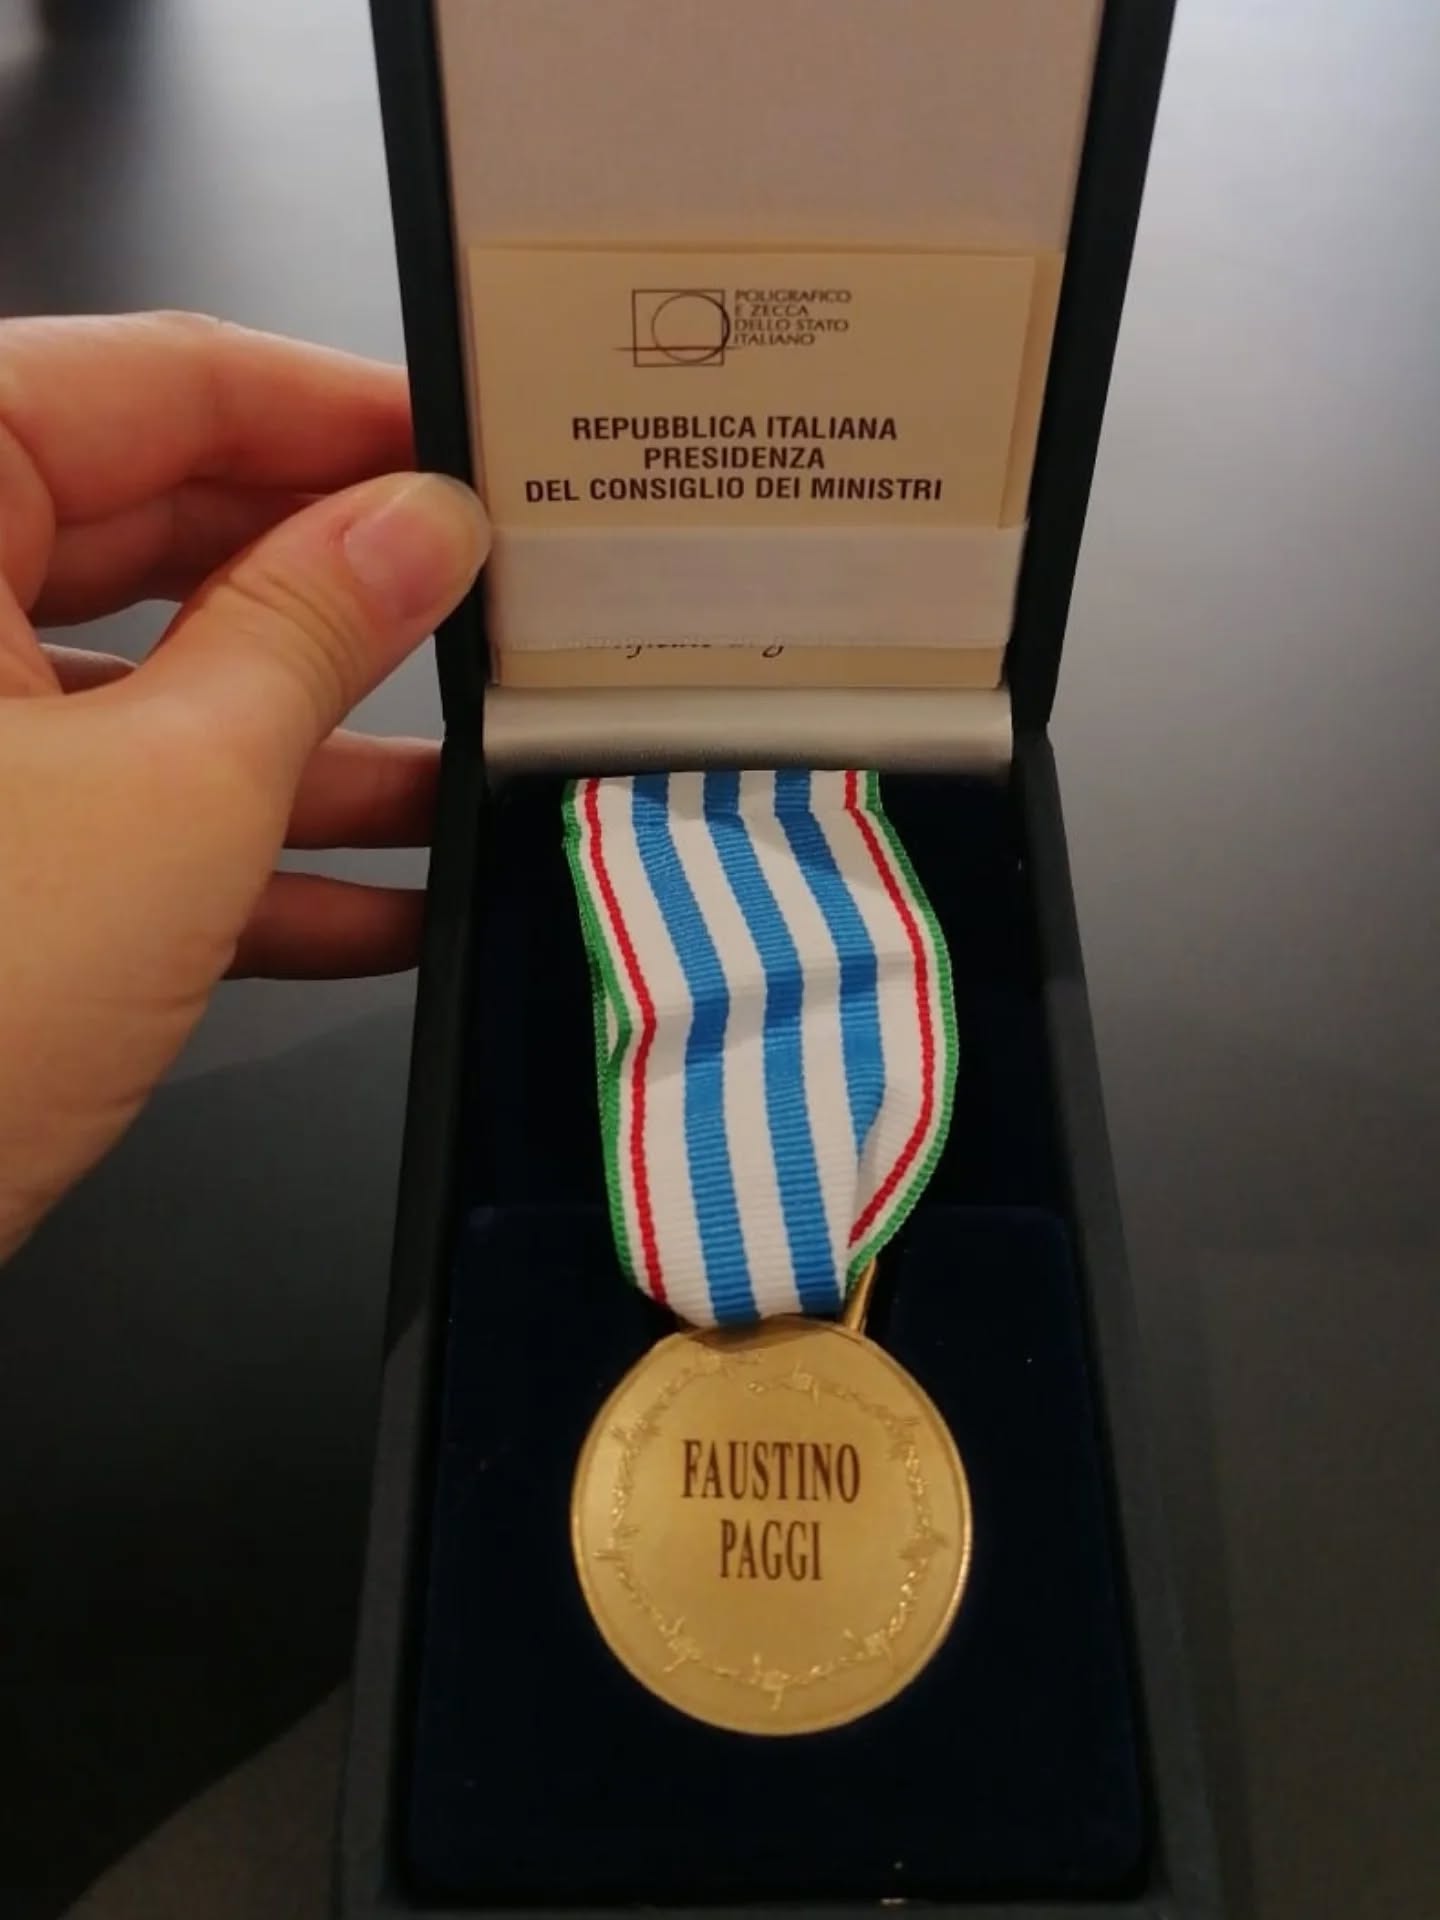 POLIGRAFICO
E ZECCA
DELLO STATO
ITALIANO
REPUBBLICA ITALIANA
PRESIDENZA
DEL CONSIGLIO DEI MINISTRI
FAUSTINO
PAGGI